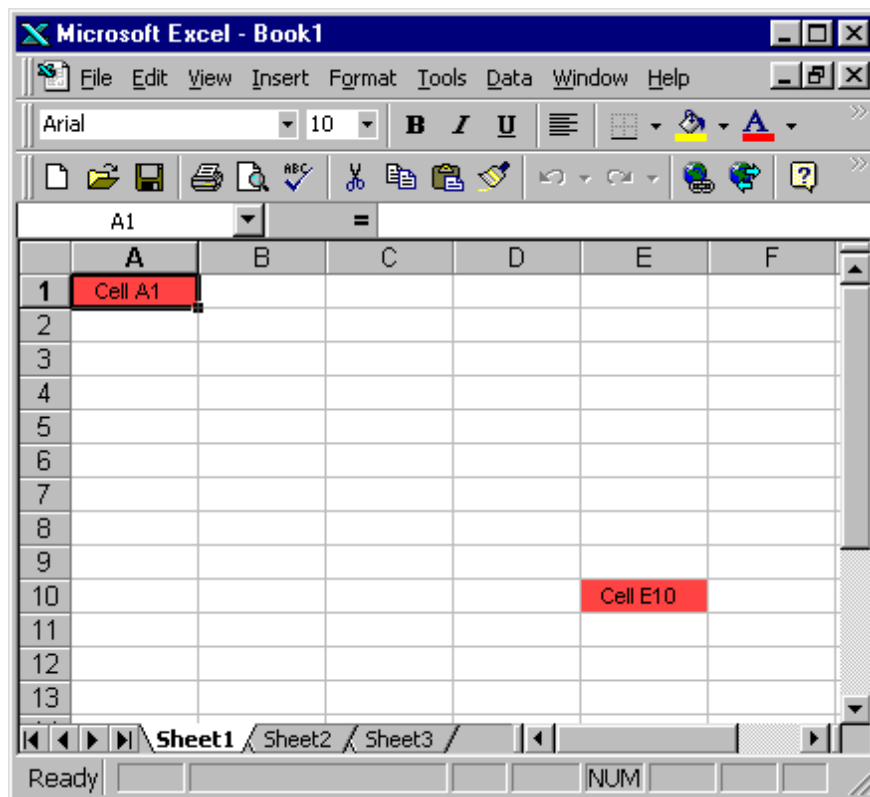 Microsoft Excel - Book1
File Edit View Insert Format Tools Data Window Help
Arial 10 B I U A
ABC ?
A1 =
A B C D E F
1 Cell A1
2
3
4
5
6
7
8
9
10 Cell E10
11
12
13
Sheet1 Sheet2 Sheet3
Ready NUM